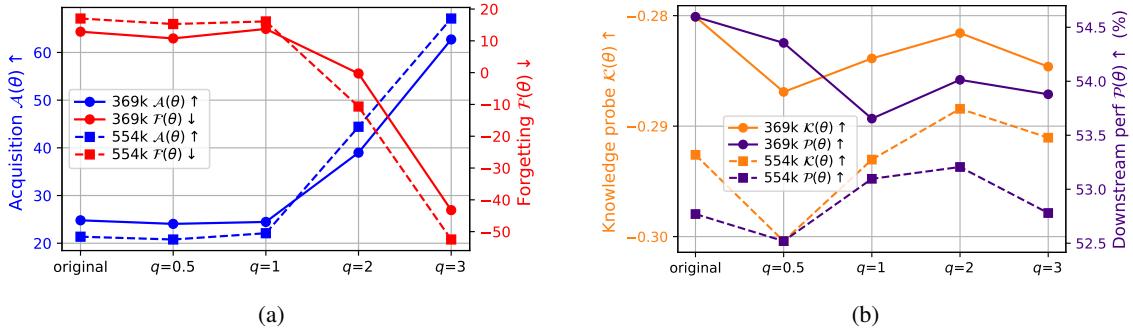 Acquisition 𝒜(θ) ↑
60
50
40
30
20
369k 𝒜(θ) ↑
369k ℱ(θ) ↓
554k 𝒜(θ) ↑
554k ℱ(θ) ↓
20
10
0
−10
−20
−30
−40
−50
Forgetting ℱ(θ) ↓
original q=0.5 q=1 q=2 q=3
(a)
Knowledge probe 𝒦(θ) ↑
−0.28
−0.29
−0.30
369k 𝒦(θ) ↑
369k 𝒫(θ) ↑
554k 𝒦(θ) ↑
554k 𝒫(θ) ↑
54.5
54.0
53.5
53.0
52.5
Downstream perf 𝒫(θ) ↑ (%)
original q=0.5 q=1 q=2 q=3
(b)